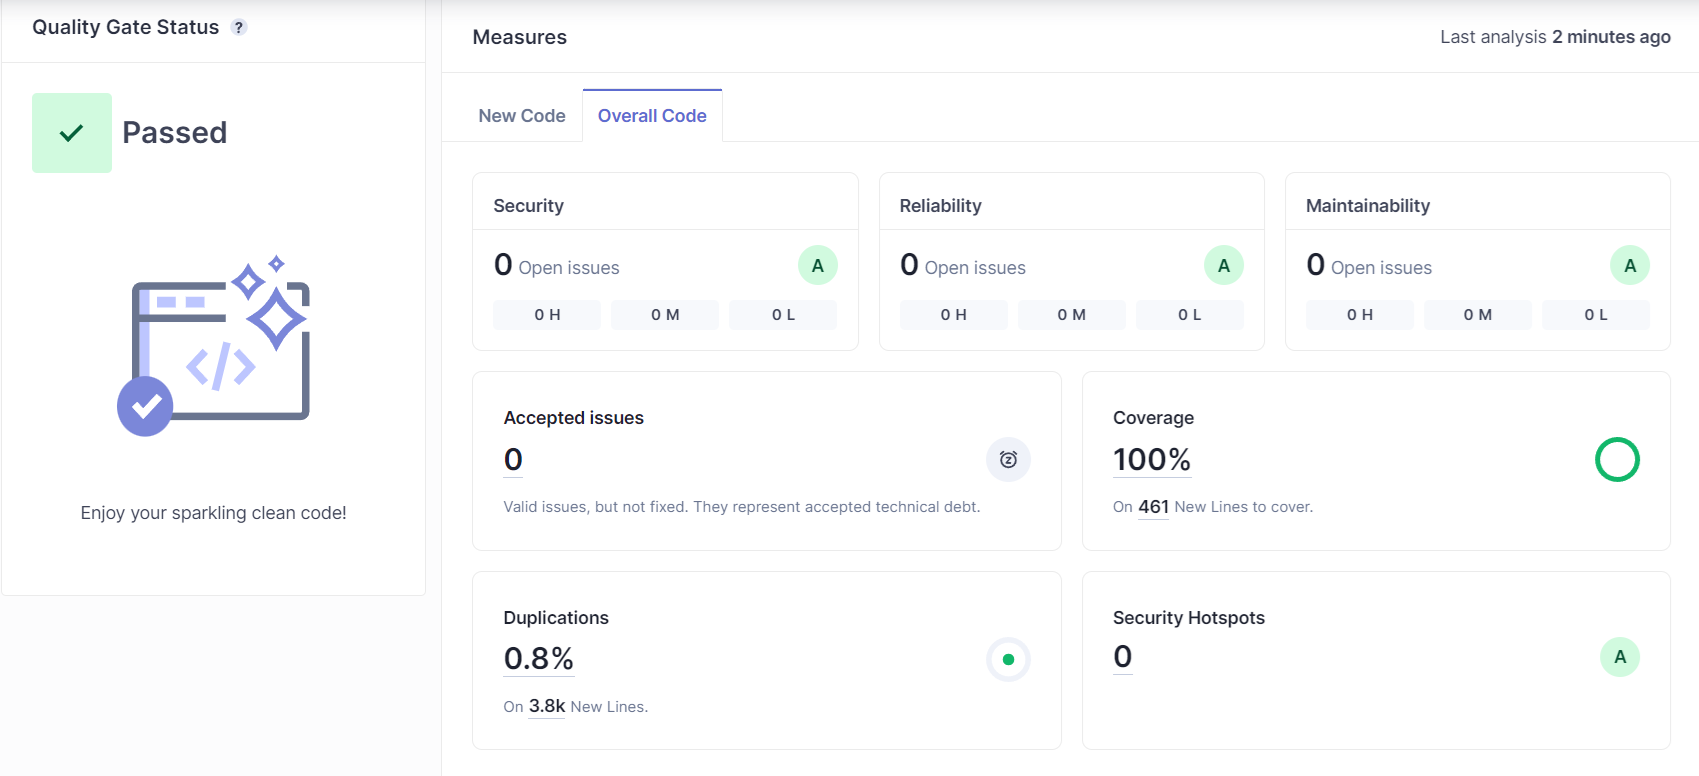 Quality Gate Status ?
Passed
Enjoy your sparkling clean code!
Measures
Last analysis 2 minutes ago
New Code
Overall Code
Security
0 Open issues
A
0 H
0 M
0 L
Reliability
0 Open issues
A
0 H
0 M
0 L
Maintainability
0 Open issues
A
0 H
0 M
0 L
Accepted issues
0
Valid issues, but not fixed. They represent accepted technical debt.
Coverage
100%
On 461 New Lines to cover.
Duplications
0.8%
On 3.8k New Lines.
Security Hotspots
0
A